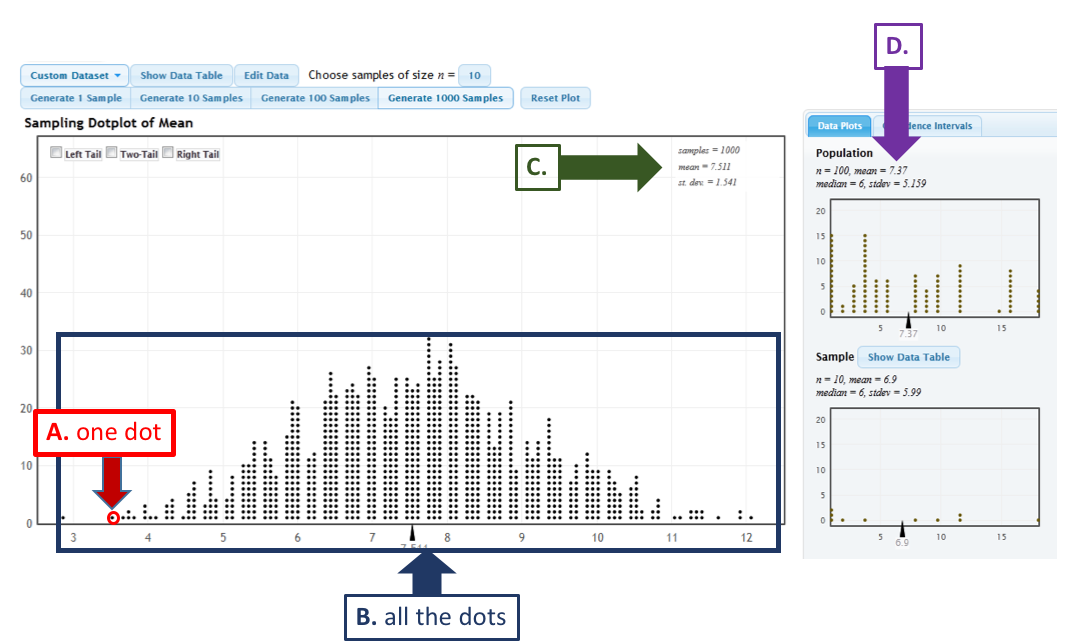 D.
Custom Dataset Show Data Table Edit Data Choose samples of size n = 10
Generate 1 Sample Generate 10 Samples Generate 100 Samples Generate 1000 Samples Reset Plot
Sampling Dotplot of Mean
Left Tail Two-Tail Right Tail
samples = 1000
mean = 7.511
st. dev. = 1.541
C.
60
50
40
30
20
10
0
A. one dot
3 4 5 6 7 8 9 10 11 12
B. all the dots
Data Plots dence Intervals
Population
n = 100, mean = 7.37
median = 6, stdev = 5.159
20
15
10
5
0
5 10 15
7.37
Sample Show Data Table
n = 10, mean = 6.9
median = 6, stdev = 5.99
20
15
10
5
0
5 10 15
6.9